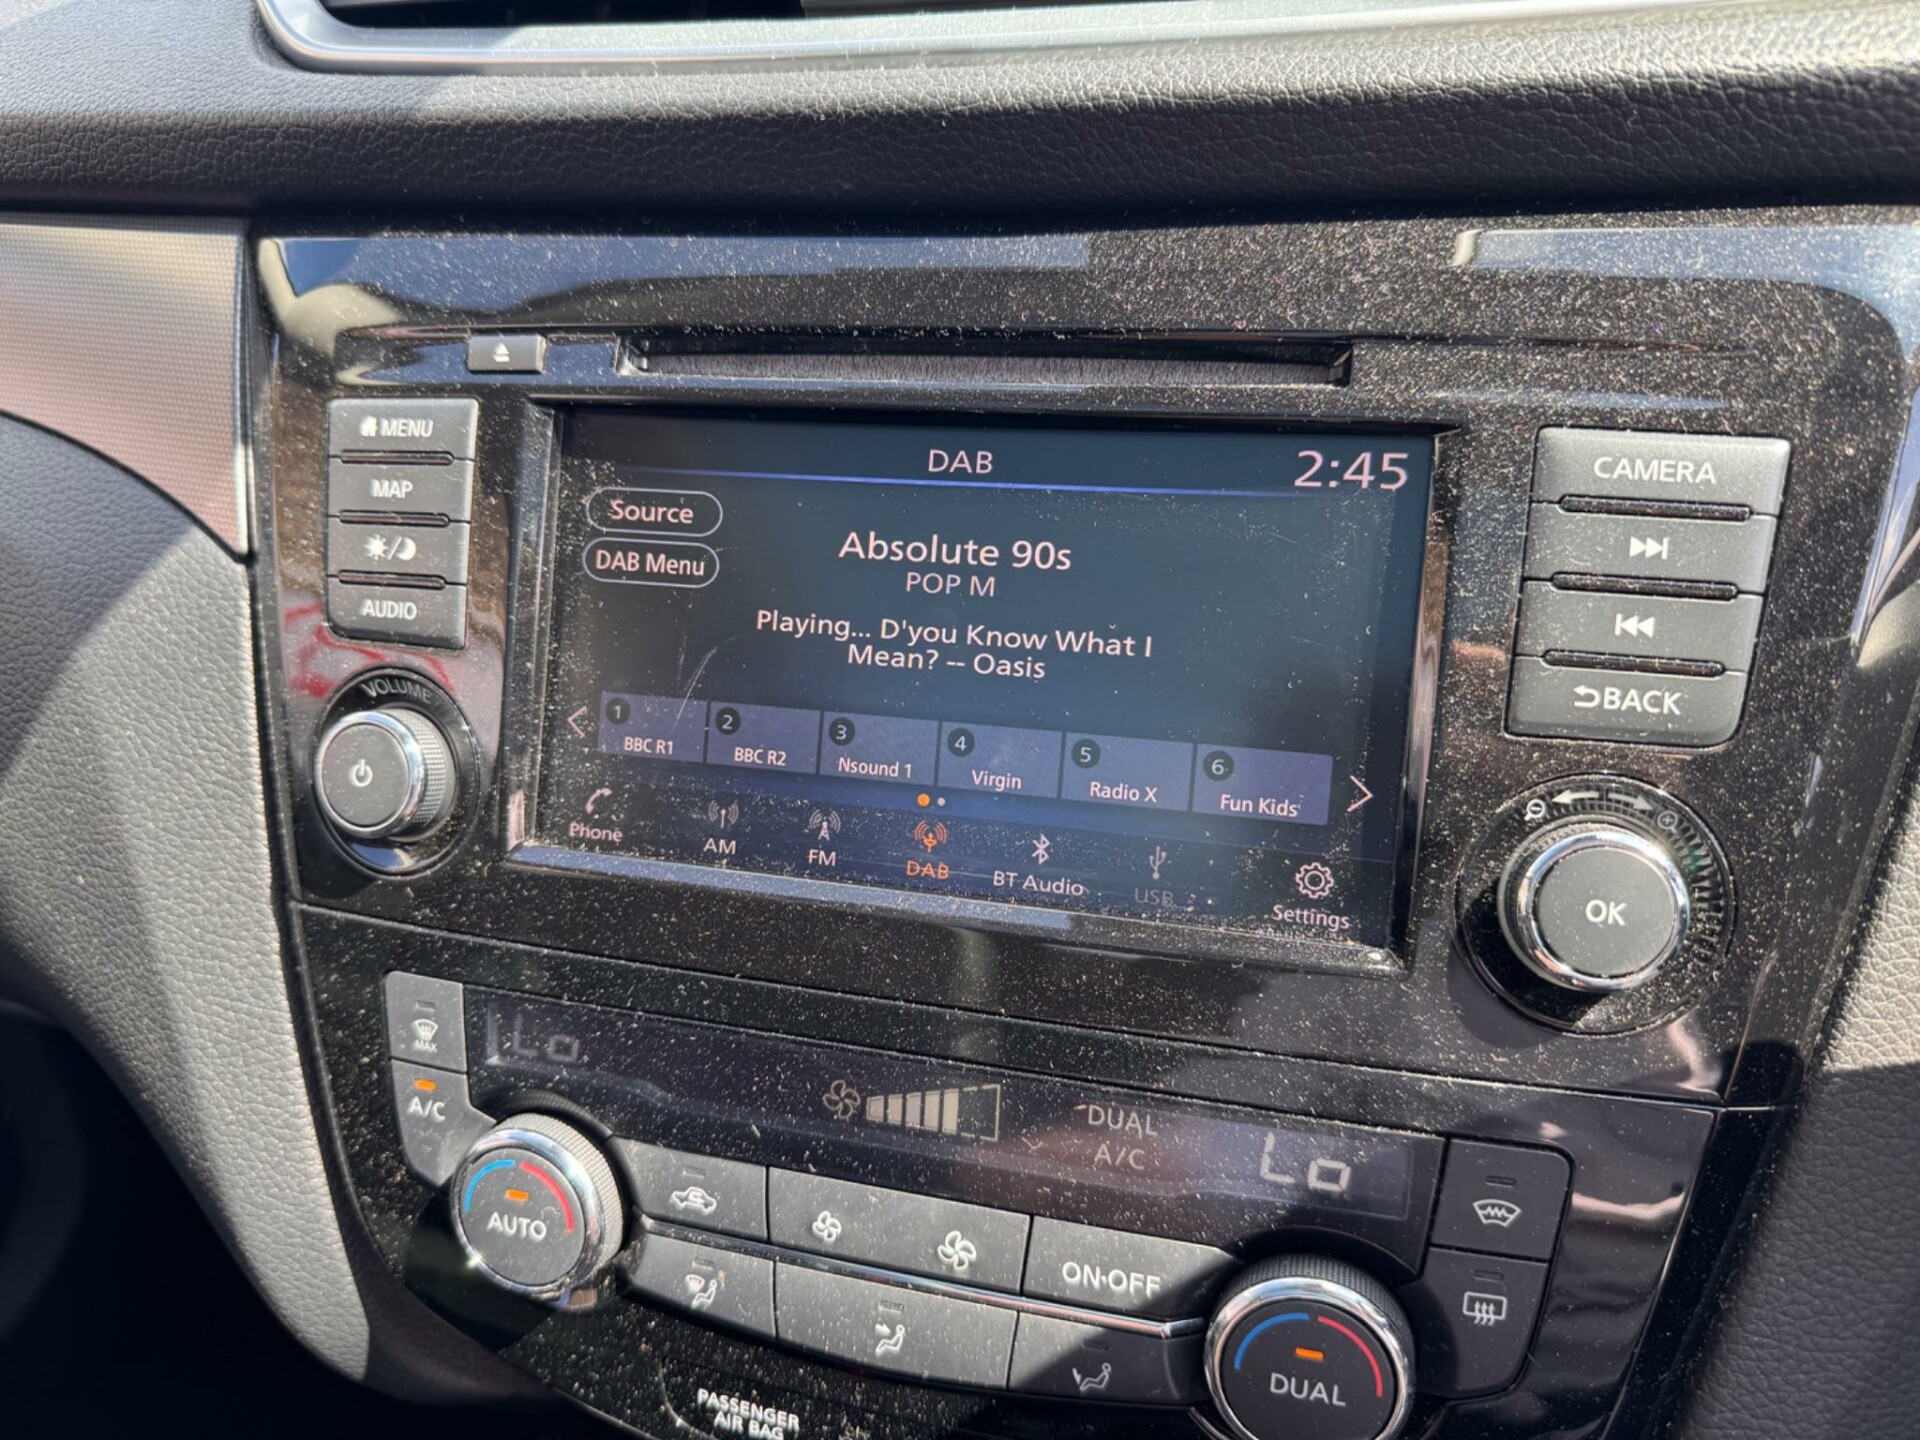 MENU
MAP
AUDIO
VOLUME
DAB
2:45
Source
DAB Menu
Absolute 90s
POP M
Playing... D'you Know What I
Mean? -- Oasis
1
BBC R1
2
BBC R2
3
Nsound 1
4
Virgin
5
Radio X
6
Fun Kids
Phone
AM
FM
DAB
BT Audio
USB
Settings
CAMERA
BACK
OK
MAX
A/C
Lo
DUAL
A/C
Lo
AUTO
ON·OFF
DUAL
PASSENGER
AIR BAG